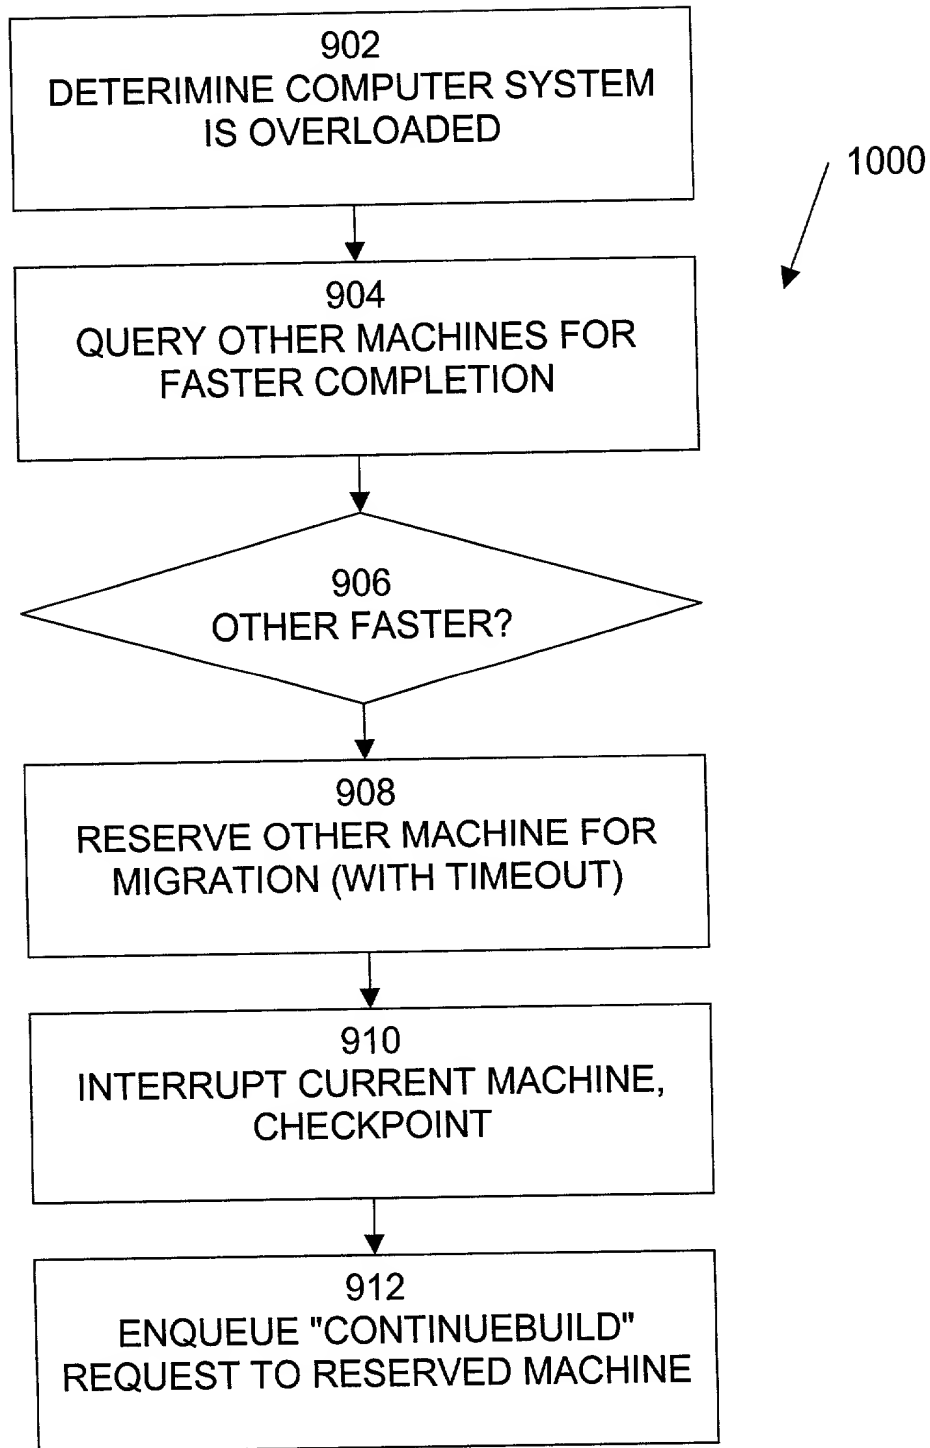 902
DETERIMINE COMPUTER SYSTEM
IS OVERLOADED
1000
904
QUERY OTHER MACHINES FOR
FASTER COMPLETION
906
OTHER FASTER?
908
RESERVE OTHER MACHINE FOR
MIGRATION (WITH TIMEOUT)
910
INTERRUPT CURRENT MACHINE,
CHECKPOINT
912
ENQUEUE "CONTINUEBUILD"
REQUEST TO RESERVED MACHINE